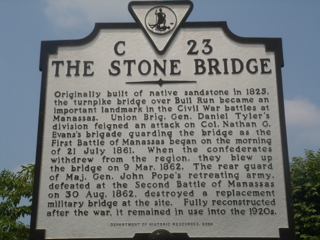 C 23
THE STONE BRIDGE
Originally built of native sandstone in 1825,
the turnpike bridge over Bull Run became an
important landmark in the Civil War battles at
Manassas. Union Brig. Gen. Daniel Tyler's
division feigned an attack on Col. Nathan G.
Evans's brigade guarding the bridge as the
First Battle of Manassas began on the morning
of 21 July 1861. When the confederates
withdrew from the region, they blew up
the bridge on 9 Mar. 1862. The rear guard
of Maj. Gen. John Pope's retreating army,
defeated at the Second Battle of Manassas
on 30 Aug. 1862, destroyed a replacement
military bridge at the site. Fully reconstructed
after the war, it remained in use into the 1920s.
DEPARTMENT OF HISTORIC RESOURCES,